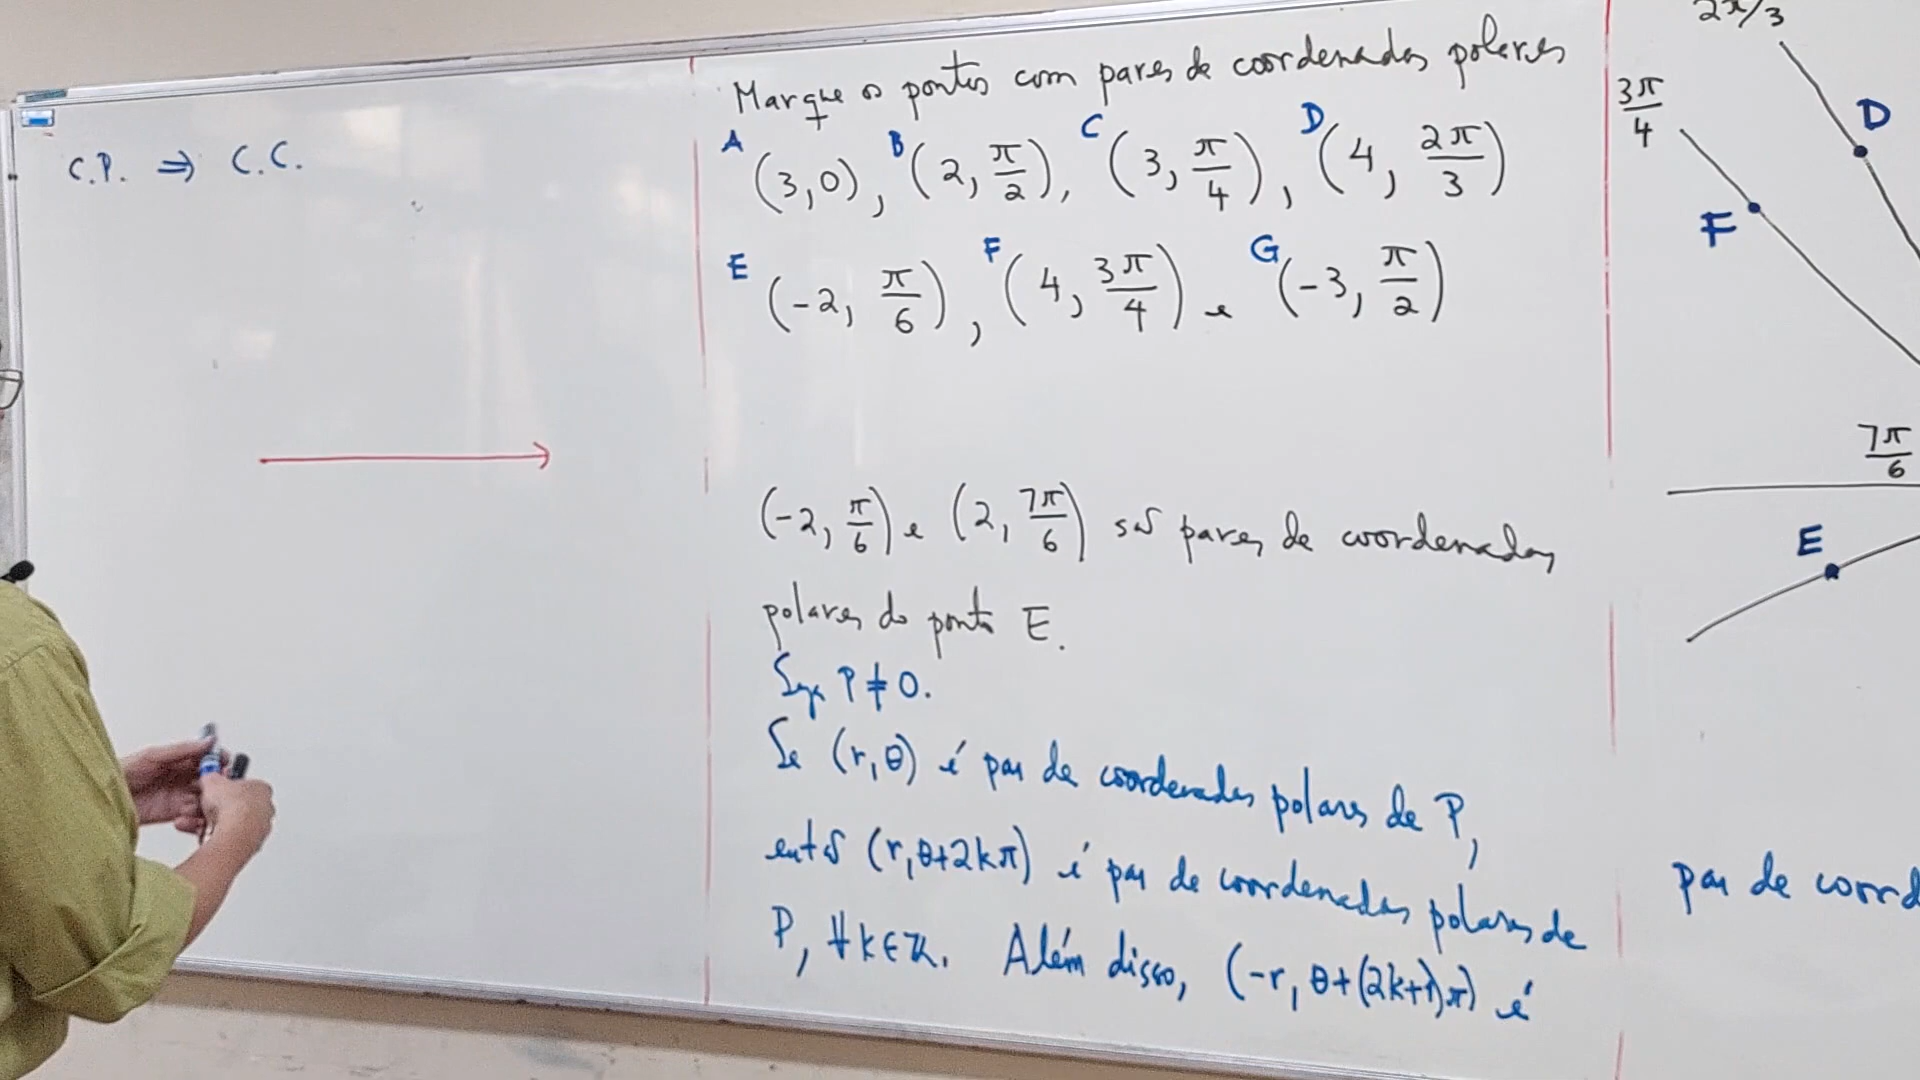 C.P. ⇒ C.C.
Marque os pontos com pares de coordenadas polares
A (3,0), B (2, π/2), C (3, π/4), D (4, 2π/3)
E (-2, π/6), F (4, 3π/4) e G (-3, π/2)
(-2, π/6) e (2, 7π/6) são pares de coordenadas
polares do ponto E.
Seja P ≠ O.
Se (r, θ) é par de coordenadas polares de P,
então (r, θ+2kπ) é par de coordenadas polares de
P, ∀k∈ℤ. Além disso, (-r, θ+(2k+1)π) é
2π/3
3π/4
D
F
7π/6
E
par de coord